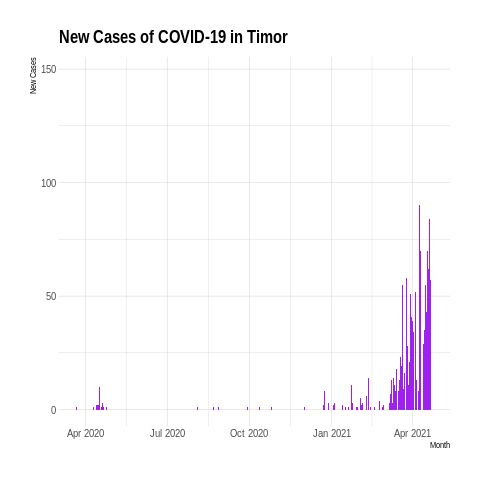 New Cases of COVID-19 in Timor
New Cases
150
100
50
0
Apr 2020 Jul 2020 Oct 2020 Jan 2021 Apr 2021
Month